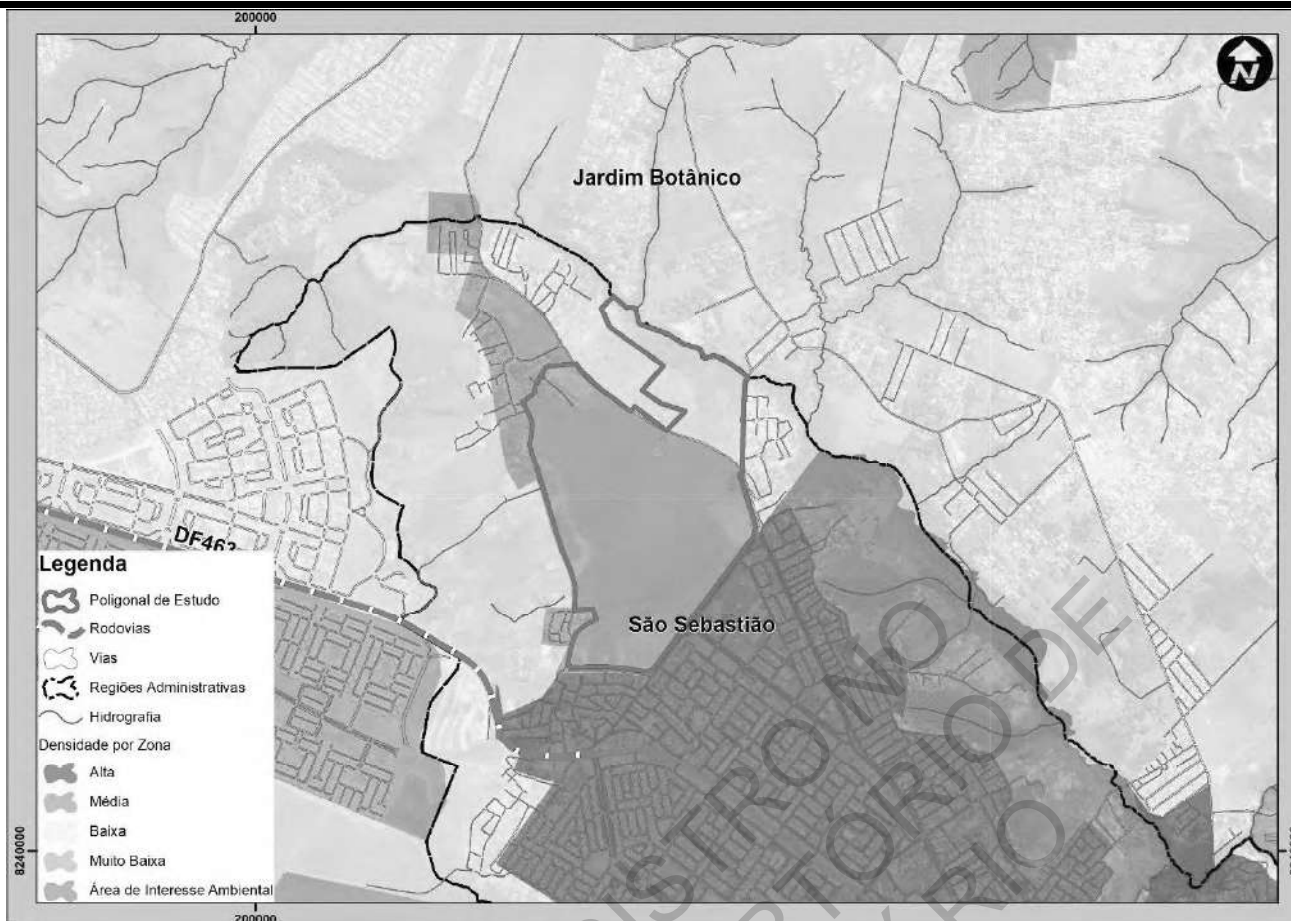 200000
N
Jardim Botânico
DF463
São Sebastião
Legenda
Poligonal de Estudo
Rodovias
Vias
Regiões Administrativas
Hidrografia
Densidade por Zona
Alta
Média
Baixa
Muito Baixa
Área de Interesse Ambiental
8240000
200000